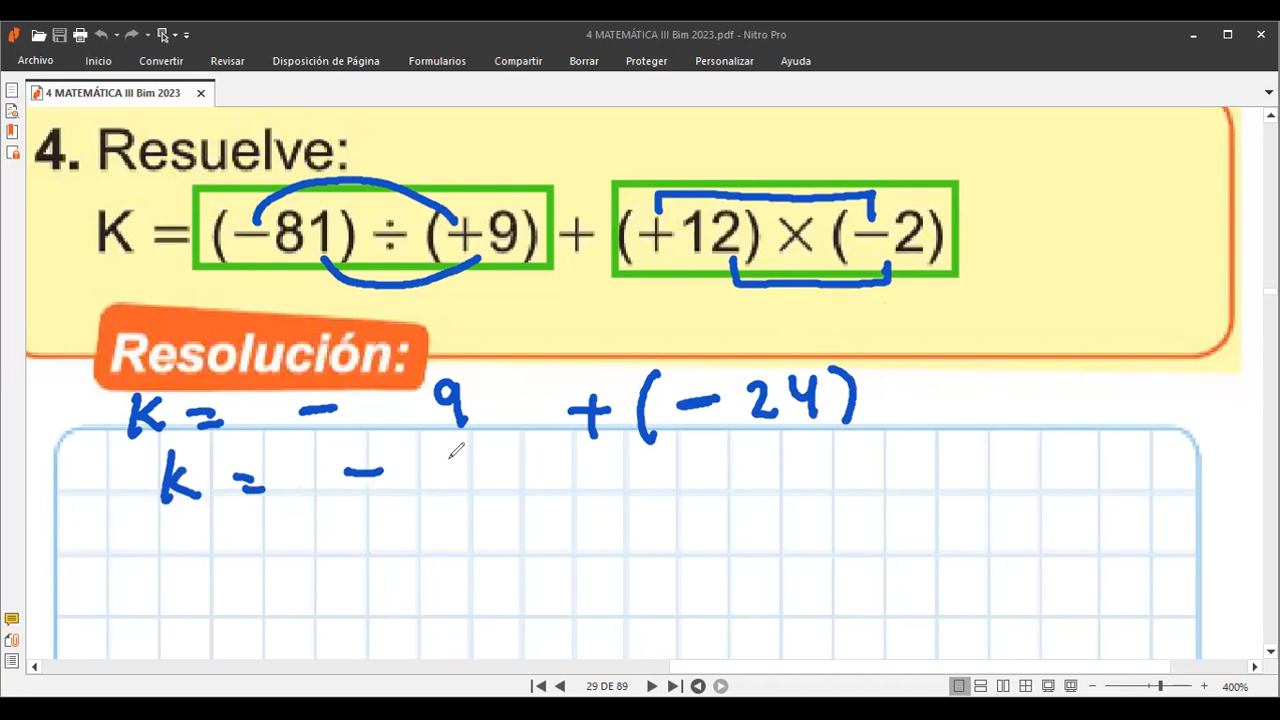 4 MATEMÁTICA III Bim 2023.pdf - Nitro Pro
Archivo Inicio Convertir Revisar Disposición de Página Formularios Compartir Borrar Proteger Personalizar Ayuda
4 MATEMÁTICA III Bim 2023
4. Resuelve:
K = (−81) ÷ (+9) + (+12) × (−2)
Resolución:
K = - 9 + (- 24)
K = -
29 DE 89
400%